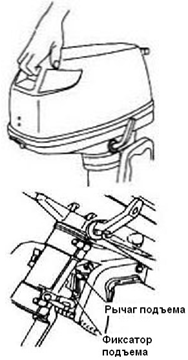 Рычаг подъема
Фиксатор
подъема